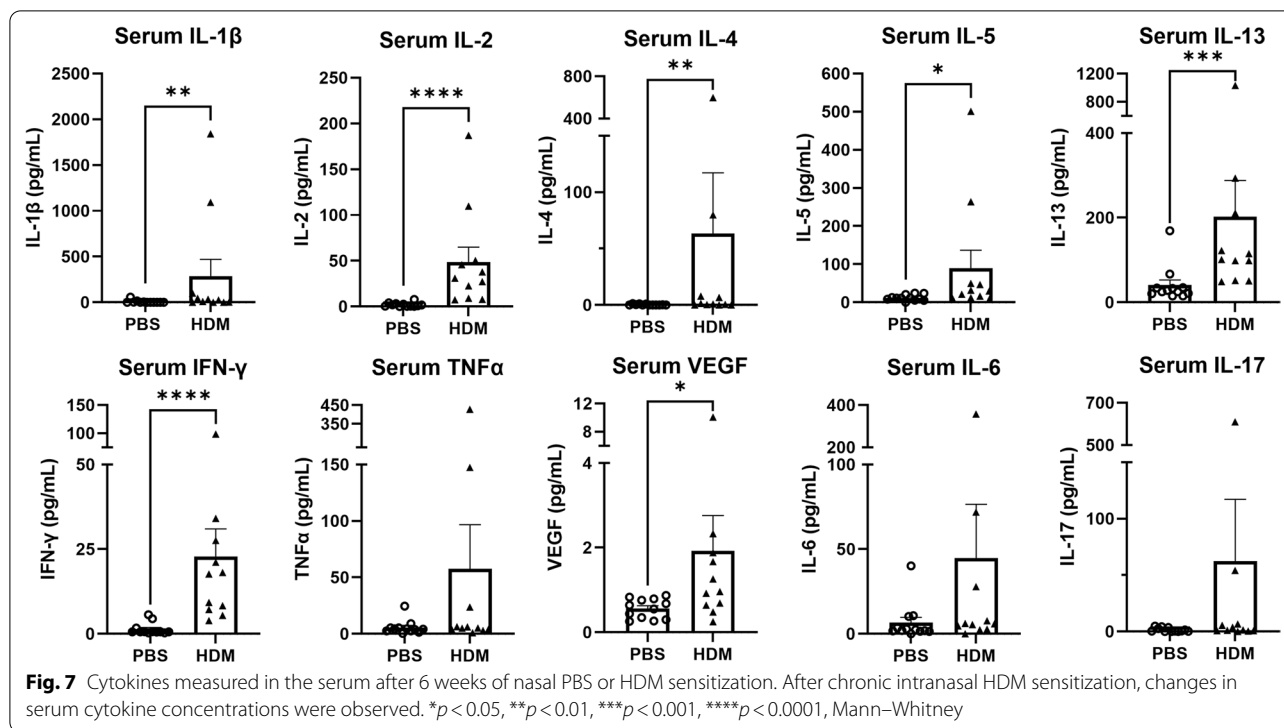 Serum IL-1β
Serum IL-2
Serum IL-4
Serum IL-5
Serum IL-13
IL-1β (pg/mL)
2500
2000
1500
1000
500
0
**
PBS
HDM
IL-2 (pg/mL)
250
200
150
100
50
0
****
PBS
HDM
IL-4 (pg/mL)
800
400
100
0
**
PBS
HDM
IL-5 (pg/mL)
600
500
400
300
200
100
0
*
PBS
HDM
IL-13 (pg/mL)
1200
800
400
200
0
***
PBS
HDM
Serum IFN-γ
Serum TNFα
Serum VEGF
Serum IL-6
Serum IL-17
IFN-γ (pg/mL)
150
100
50
25
0
****
PBS
HDM
TNFα (pg/mL)
450
350
150
100
50
0
PBS
HDM
VEGF (pg/mL)
12
8
4
2
0
*
PBS
HDM
IL-6 (pg/mL)
400
200
100
50
0
PBS
HDM
IL-17 (pg/mL)
700
500
100
0
PBS
HDM
Fig. 7 Cytokines measured in the serum after 6 weeks of nasal PBS or HDM sensitization. After chronic intranasal HDM sensitization, changes in
serum cytokine concentrations were observed. *p < 0.05, **p < 0.01, ***p < 0.001, ****p < 0.0001, Mann–Whitney